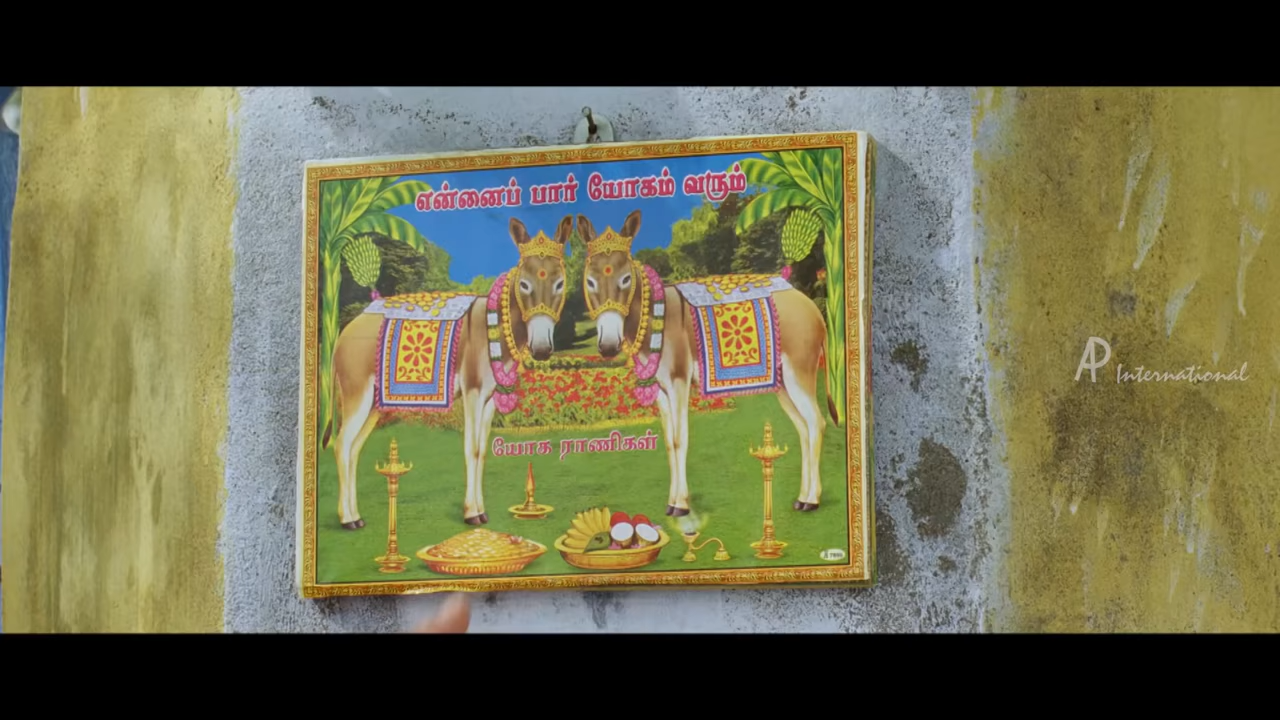 என்னைப் பார் யோகம் வரும்
யோக ராணிகள்
AP International